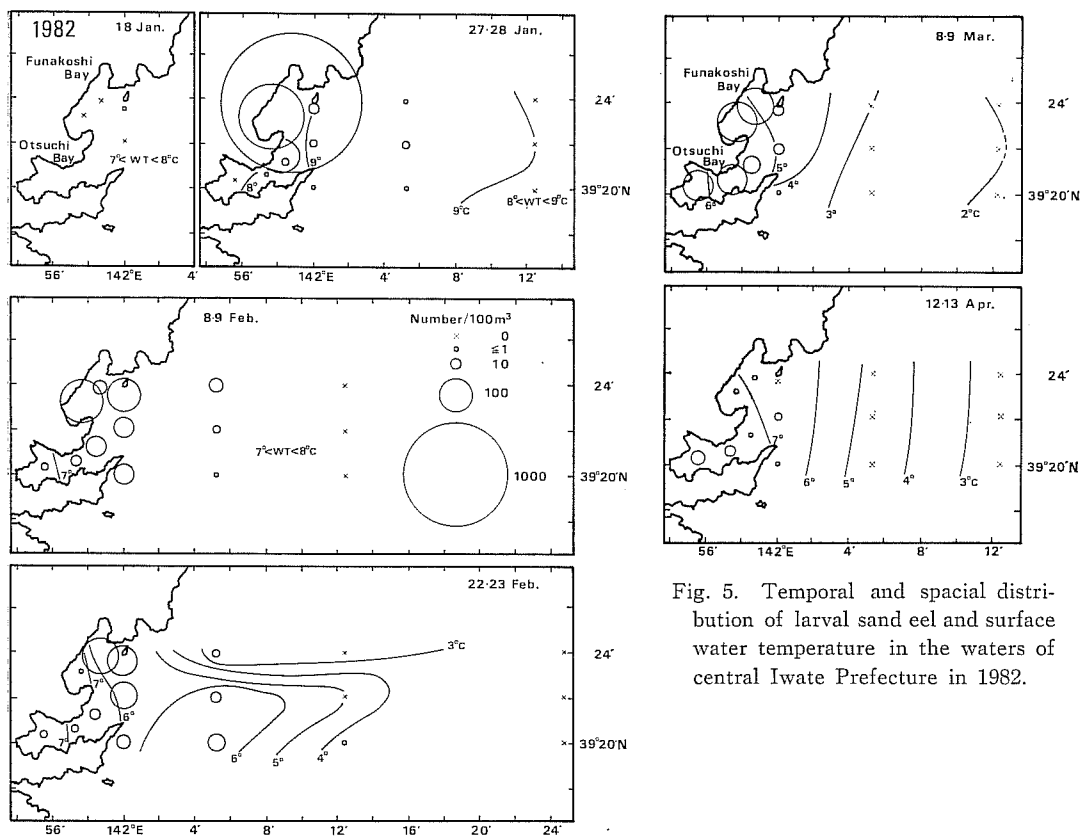 1982
18 Jan.
Funakoshi
Bay
Otsuchi
Bay
7°<WT<8°C
56′ 142°E 4′
27·28 Jan.
9°
8°
9°C
8°<WT<9°C
24′
39°20′N
56′ 142°E 4′ 8′ 12′
8·9 Feb.
Number/100m³
0
≦1
10
100
1000
7°
7°<WT<8°C
24′
39°20′N
22·23 Feb.
3°C
7°
6°
7°
6° 5° 4°
24′
39°20′N
56′ 142°E 4′ 8′ 12′ 16′ 20′ 24′
8·9 Mar.
Funakoshi
Bay
Otsuchi
Bay
6°
5°
4°
3°
2°C
24′
39°20′N
56′ 142°E 4′ 8′ 12′
12·13 Apr.
7°
6° 5° 4° 3°C
24′
39°20′N
56′ 142°E 4′ 8′ 12′
Fig. 5. Temporal and spacial distri-
bution of larval sand eel and surface
water temperature in the waters of
central Iwate Prefecture in 1982.